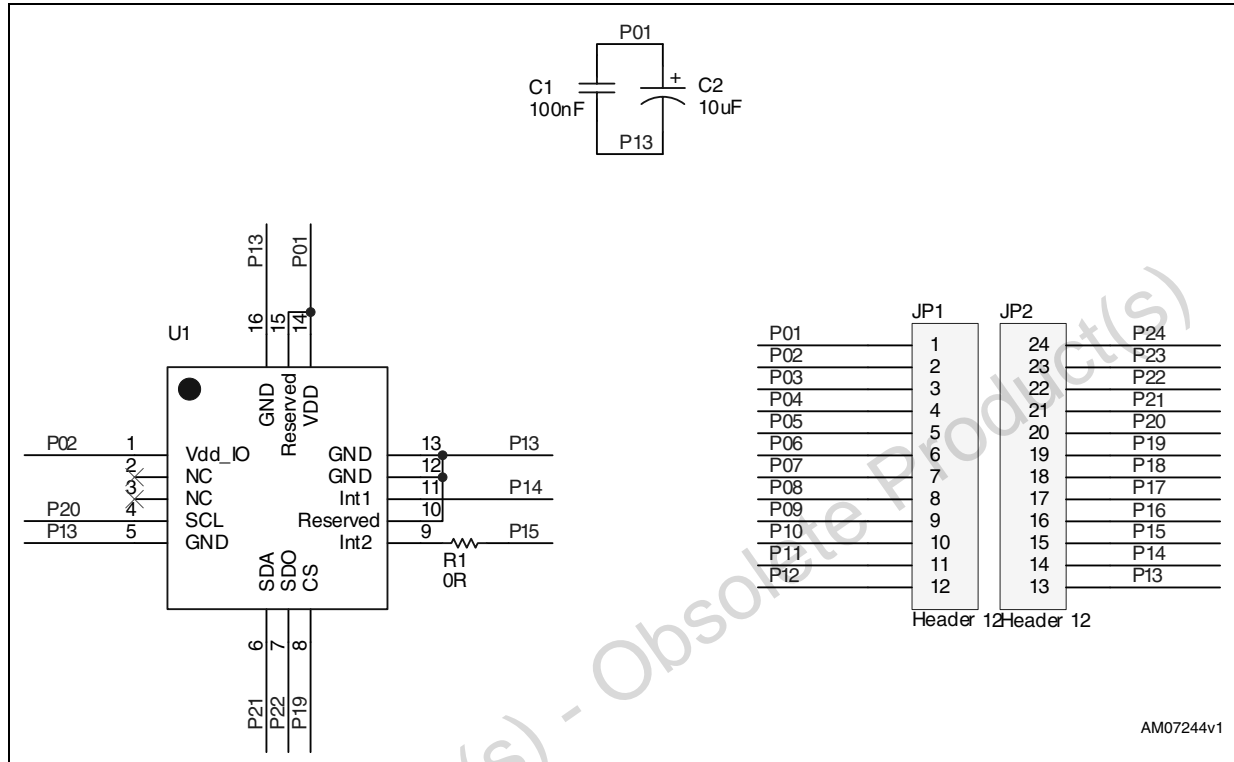 P01
C1
100nF
+
C2
10uF
P13
P13
P01
16
15
14
U1
GND
Reserved
VDD
P02
1
Vdd_IO
2
NC
3
NC
P20
4
SCL
P13
5
GND
13
GND
P13
12
GND
11
Int1
P14
10
Reserved
9
Int2
P15
R1
0R
SDA
SDO
CS
6
7
8
P21
P22
P19
JP1
JP2
P01
1
24
P24
P02
2
23
P23
P03
3
22
P22
P04
4
21
P21
P05
5
20
P20
P06
6
19
P19
P07
7
18
P18
P08
8
17
P17
P09
9
16
P16
P10
10
15
P15
P11
11
14
P14
P12
12
13
P13
Header 12
Header 12
(s) - Obsolete Product(s)
AM07244v1